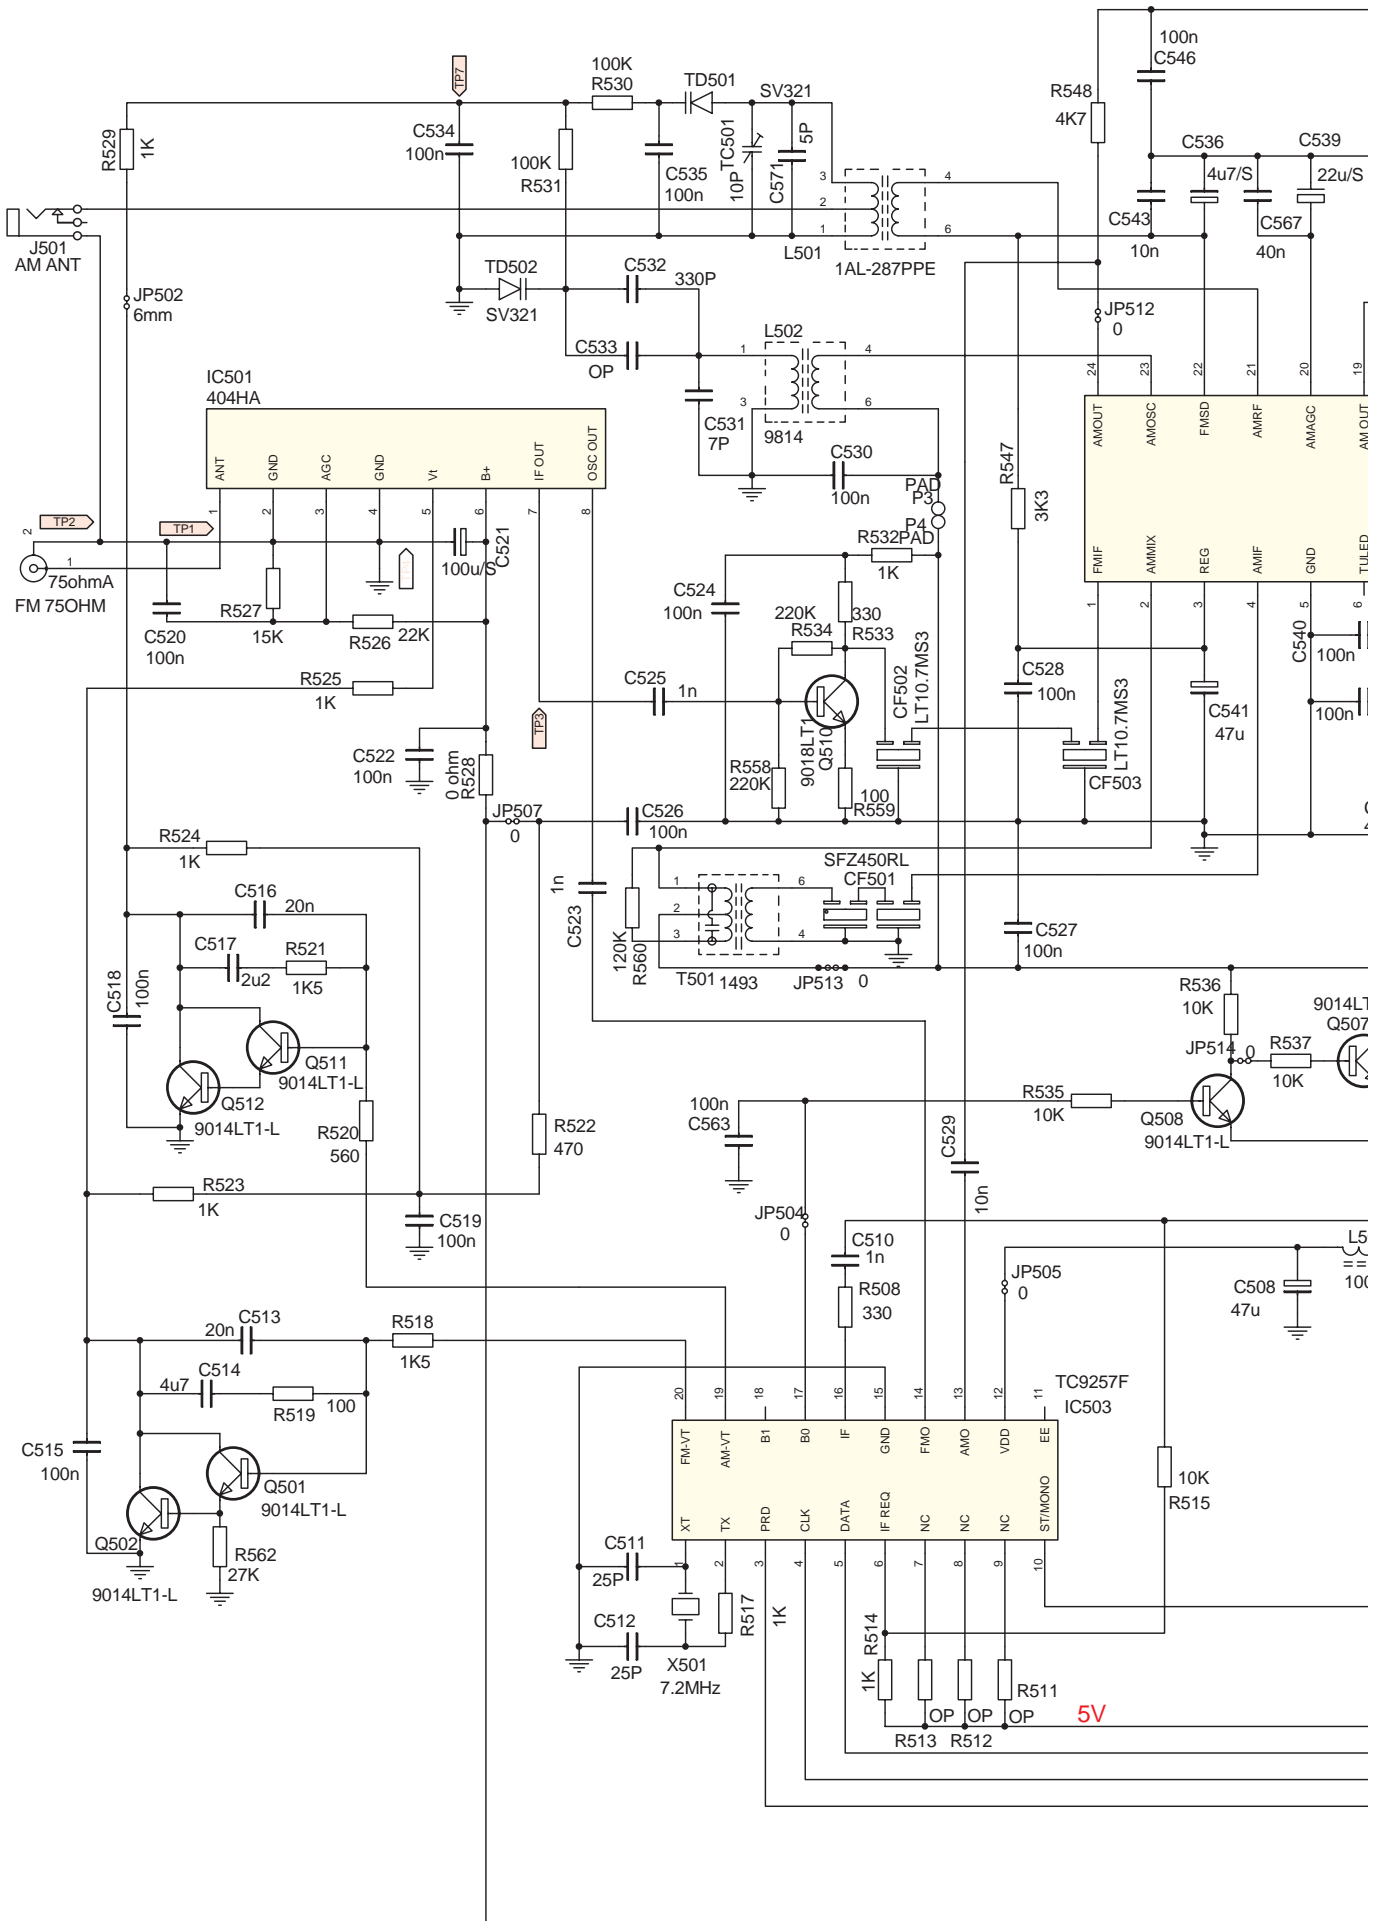 100n
C546
TP7
100K
R530
TD501
SV321
R548
4K7
R529
1K
C534
100n
100K
R531
C535
100n
TC501
10P
5P
C571
C536
4u7/S
C539
22u/S
3
2
1
4
6
C543
10n
C567
40n
J501
AM ANT
L501
1AL-287PPE
TD502
SV321
C532
330P
JP502
6mm
JP512
0
L502
C533
OP
1
3
4
6
9814
C531
7P
C530
100n
IC501
404HA
ANT
GND
AGC
GND
Vt
B+
IF OUT
OSC OUT
1
2
3
4
5
6
7
8
24
23
22
21
20
19
AMOUT
AMOSC
FMSD
AMRF
AMAGC
AM OUT
FMIF
AMMIX
REG
AMIF
GND
TULED
1
2
3
4
5
6
R547
3K3
PAD
P3
P4
PAD
R532
1K
TP2
TP1
2
1
75ohmA
FM 75OHM
C521
100u/S
C520
100n
R527
15K
R526
22K
R525
1K
C524
100n
220K
R534
330
R533
C525
1n
TP3
9018LT1
Q510
CF502
LT10.7MS3
C528
100n
C541
47u
C540
100n
100n
LT10.7MS3
CF503
C522
100n
0 ohm
R528
R558
220K
100
R559
JP507
0
C526
100n
R524
1K
SFZ450RL
CF501
1
2
3
6
4
120K
R560
T501
1493
JP513
0
C516
20n
C517
2u2
R521
1K5
1n
C523
C527
100n
C518
100n
Q511
9014LT1-L
Q512
9014LT1-L
R520
560
R522
470
R536
10K
9014LT
Q507
JP514
0
R537
10K
R535
10K
Q508
9014LT1-L
100n
C563
C529
10n
R523
1K
C519
100n
JP504
0
C510
1n
R508
330
JP505
0
C508
47u
L5
C513
20n
R518
1K5
C514
4u7
R519
100
C515
100n
Q501
9014LT1-L
Q502
9014LT1-L
R562
27K
20
19
18
17
16
15
14
13
12
11
TC9257F
IC503
FM-VT
AM-VT
B1
B0
IF
GND
FMO
AMO
VDD
EE
XT
TX
PRD
CLK
DATA
IF REQ
NC
NC
NC
ST/MONO
1
2
3
4
5
6
7
8
9
10
10K
R515
C511
25P
C512
25P
X501
7.2MHz
R517
1K
R514
1K
R511
OP
OP
OP
R513
R512
5V